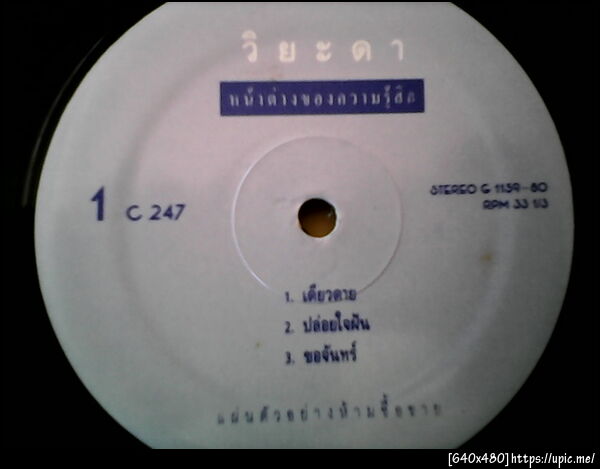 วิยะดา
หน้าต่างของความรู้สึก
1 C 247
STEREO G 1159-80
RPM 33 1/3
1. เดียวดาย
2. ปล่อยใจฝัน
3. ขอจันทร์
แผ่นตัวอย่างห้ามซื้อขาย
[640x480]https://upic.me/